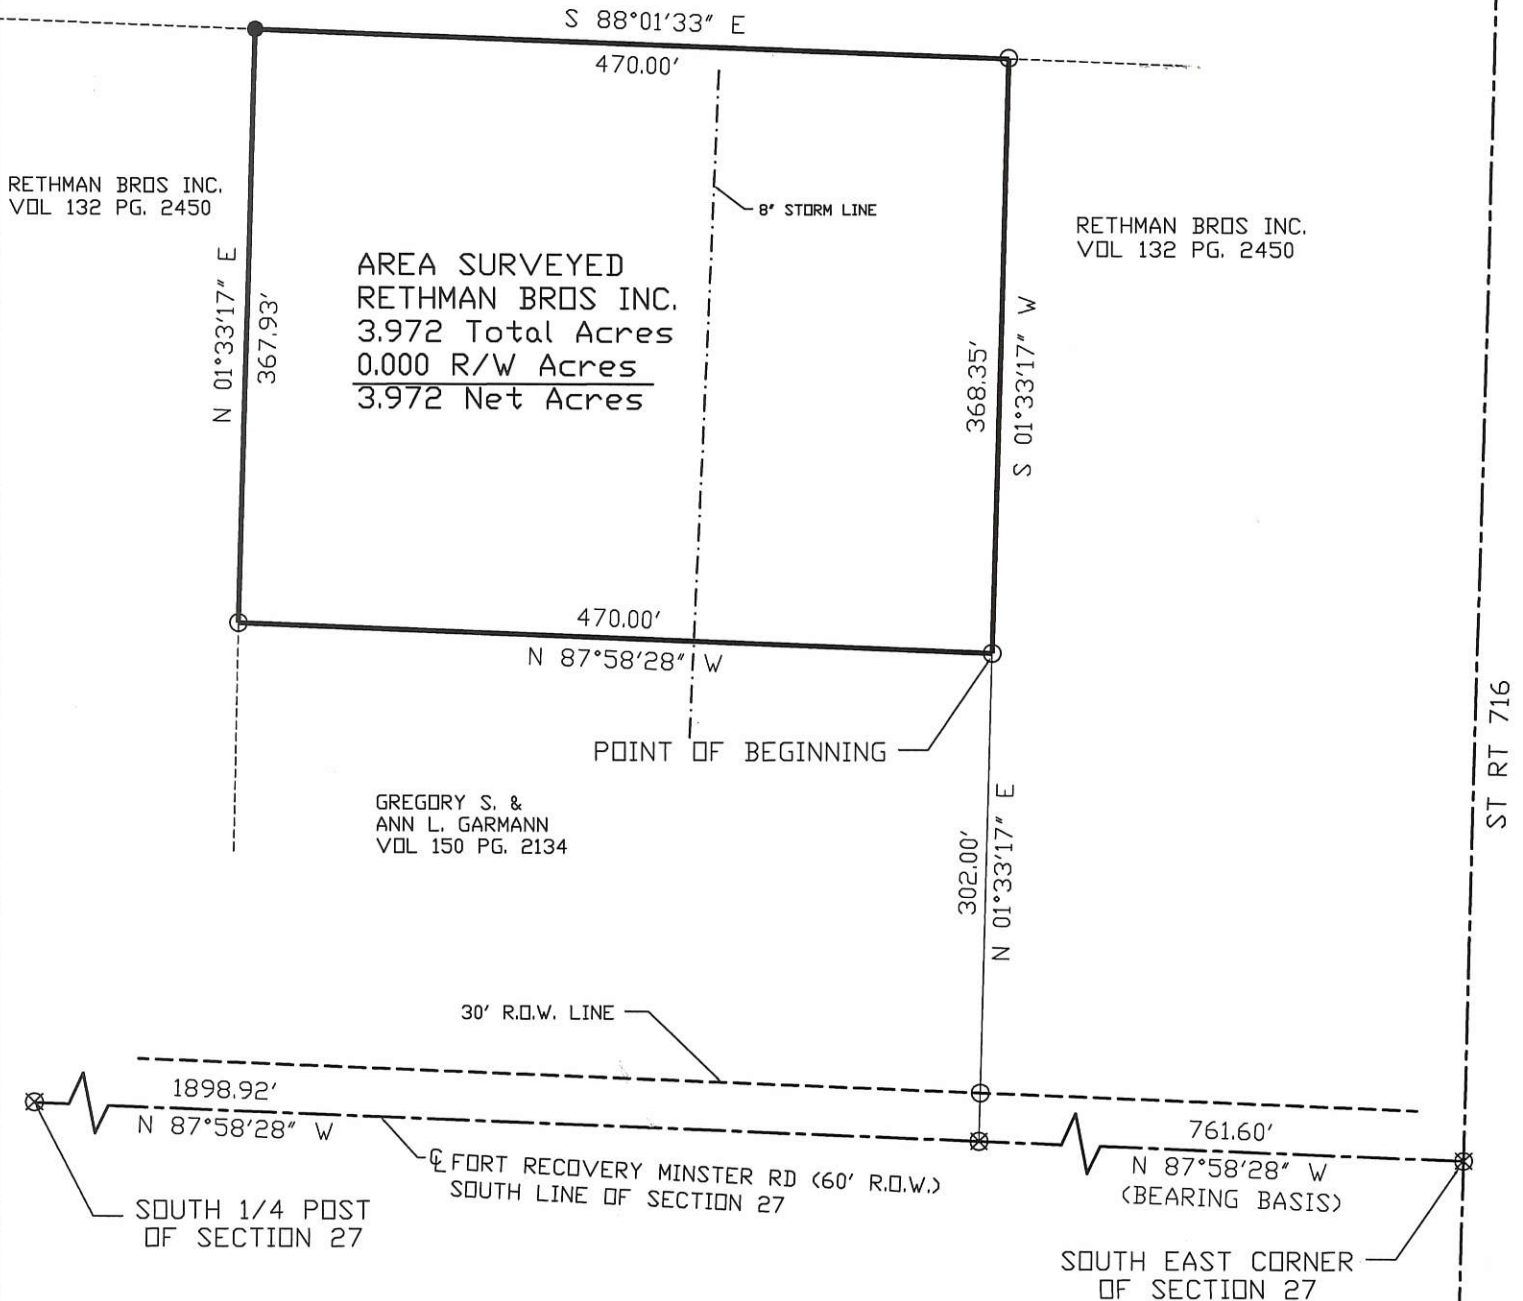 S 88°01'33" E
470.00'
RETHMAN BROS INC.
VOL 132 PG. 2450
8" STORM LINE
RETHMAN BROS INC.
VOL 132 PG. 2450
N 01°33'17" E
367.93'
AREA SURVEYED
RETHMAN BROS INC.
3.972 Total Acres
0.000 R/W Acres
3.972 Net Acres
368.35'
S 01°33'17" W
470.00'
N 87°58'28" W
POINT OF BEGINNING
ST RT 716
GREGORY S. &
ANN L. GARMANN
VOL 150 PG. 2134
302.00'
N 01°33'17" E
30' R.O.W. LINE
1898.92'
N 87°58'28" W
761.60'
N 87°58'28" W
(BEARING BASIS)
℄ FORT RECOVERY MINSTER RD (60' R.O.W.)
SOUTH LINE OF SECTION 27
SOUTH 1/4 POST
OF SECTION 27
SOUTH EAST CORNER
OF SECTION 27